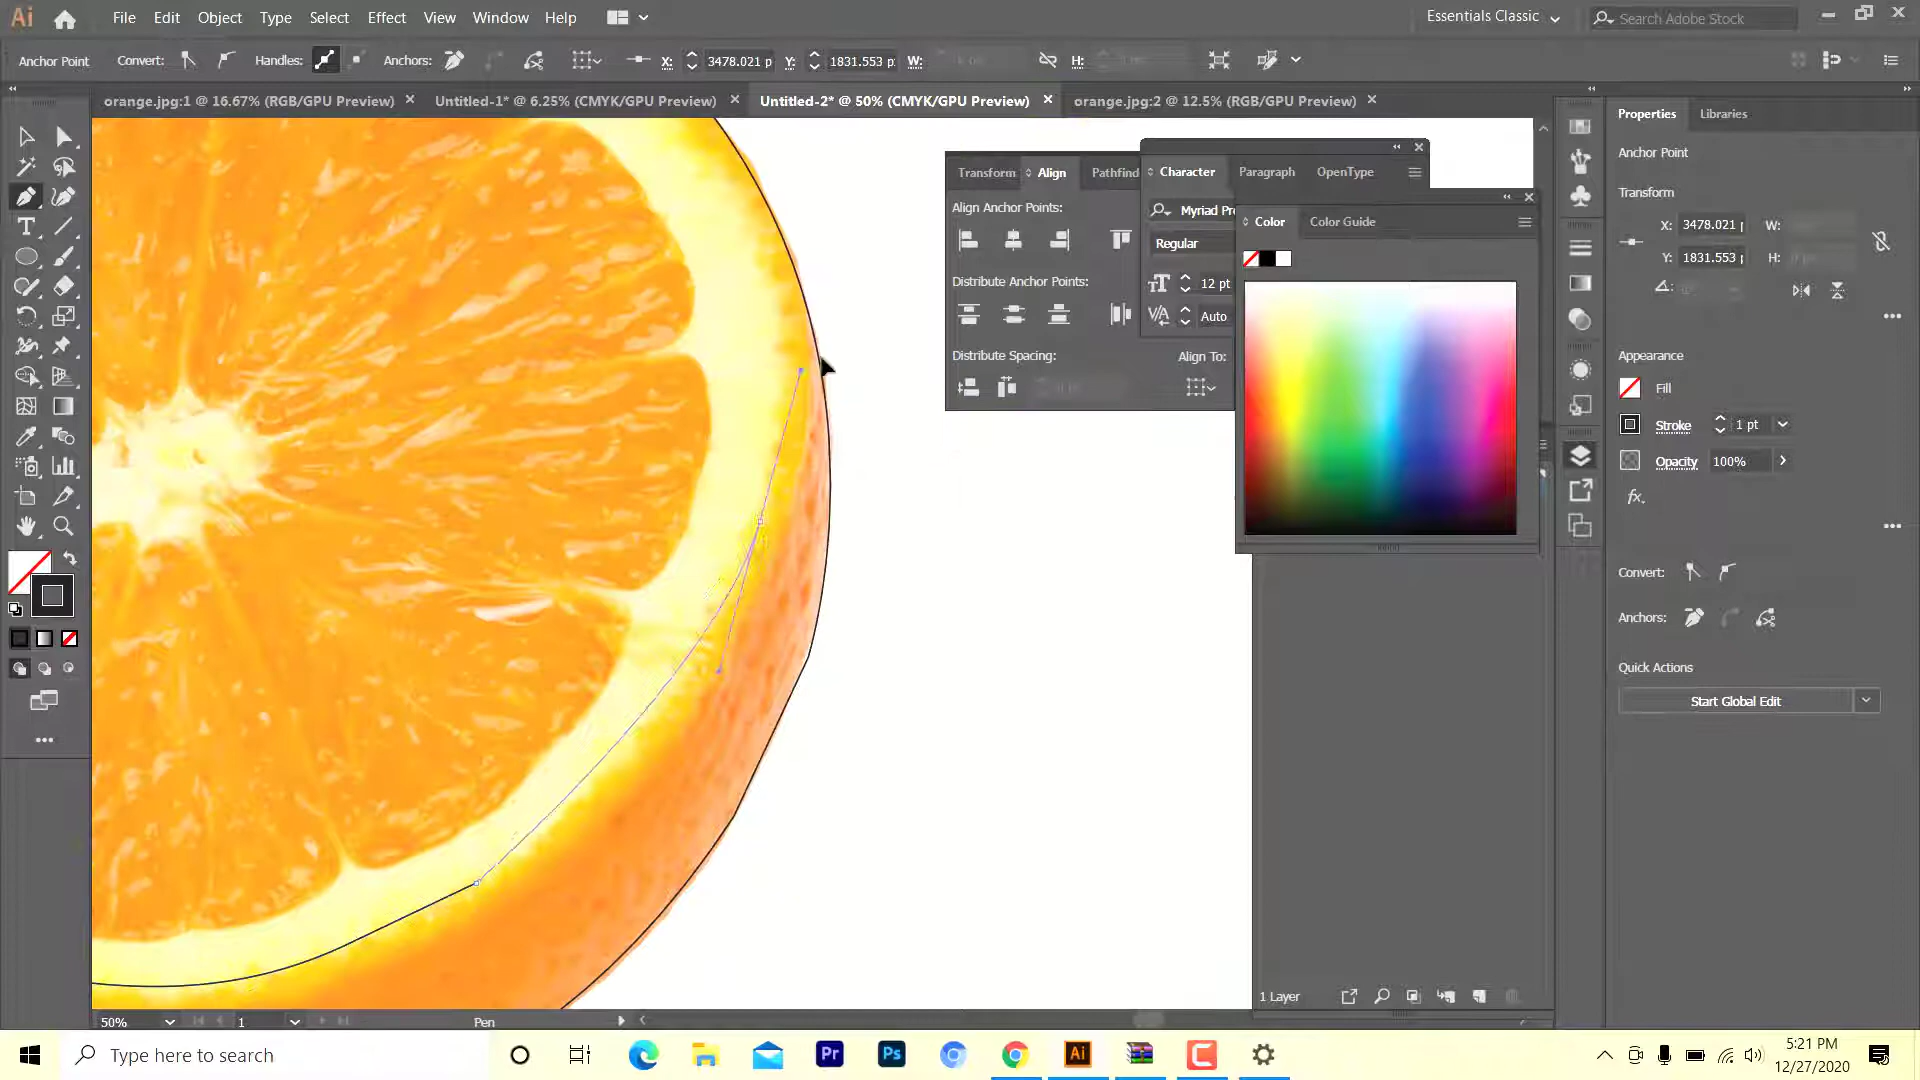 Ai File Edit Object Type Select Effect View Window Help Essentials Classic Search Adobe Stock
Anchor Point Convert: Handles: Anchors: X: 3478.021 p Y: 1831.553 p: W: H:
orange.jpg:1 @ 16.67% (RGB/GPU Preview) Untitled-1* @ 6.25% (CMYK/GPU Preview) Untitled-2* @ 50% (CMYK/GPU Preview) orange.jpg:2 @ 12.5% (RGB/GPU Preview)
Properties Libraries
Anchor Point
Transform
X: 3478.021 W:
Y: 1831.553 H:
Appearance
Fill
Stroke 1 pt
Opacity 100%
fx
Convert:
Anchors:
Quick Actions
Start Global Edit
Transform Align Pathfind
Align Anchor Points:
Distribute Anchor Points:
Distribute Spacing: Align To:
Character Paragraph OpenType
Myriad Pr
Regular
12 pt
Auto
Color Color Guide
1 Layer
50% 1 Pen
Type here to search
Pr Ps Ai
5:21 PM
12/27/2020